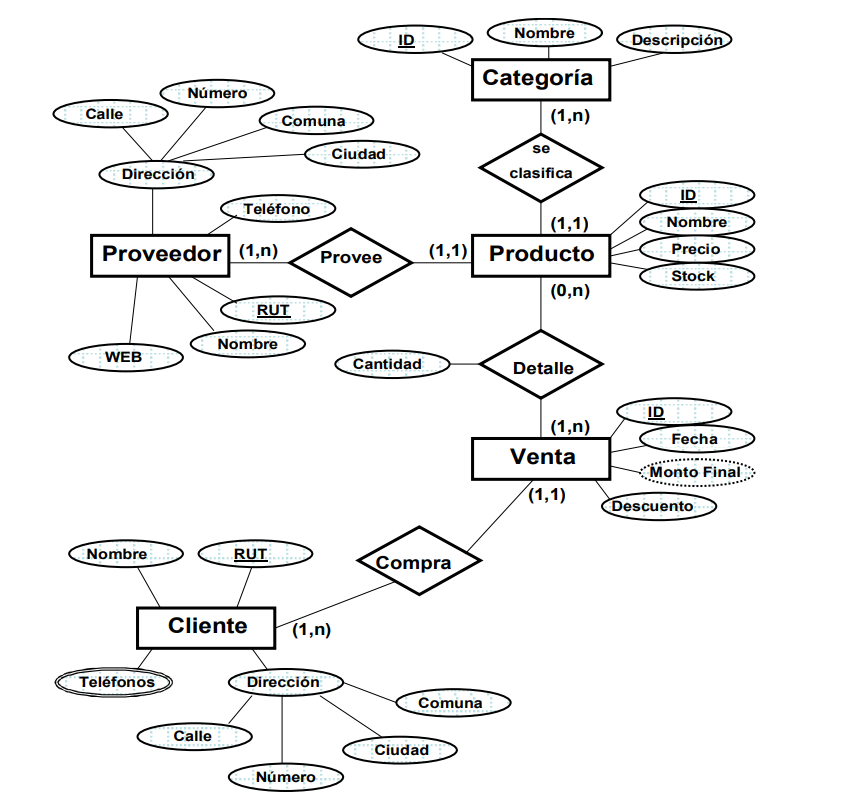 ID
Nombre
Descripción
Categoría
(1,n)
se
clasifica
(1,1)
Calle
Número
Comuna
Ciudad
Dirección
Teléfono
Proveedor
(1,n)
Provee
(1,1)
Producto
ID
Nombre
Precio
Stock
(0,n)
RUT
Nombre
WEB
Cantidad
Detalle
(1,n)
ID
Fecha
Monto Final
Descuento
Venta
(1,1)
Compra
Nombre
RUT
Cliente
(1,n)
Teléfonos
Dirección
Comuna
Calle
Ciudad
Número